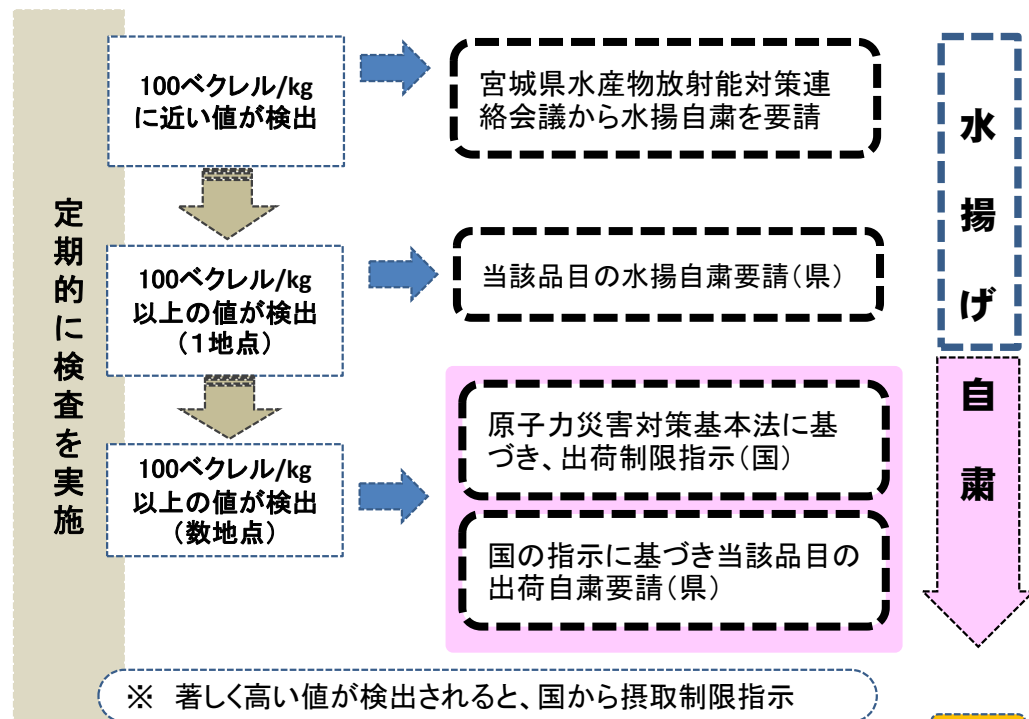 定期的に検査を実施
100ベクレル/kg
に近い値が検出
宮城県水産物放射能対策連
絡会議から水揚自粛を要請
100ベクレル/kg
以上の値が検出
(1地点)
当該品目の水揚自粛要請(県)
100ベクレル/kg
以上の値が検出
(数地点)
原子力災害対策基本法に基
づき、出荷制限指示(国)
国の指示に基づき当該品目の
出荷自粛要請(県)
水揚げ自粛
※ 著しく高い値が検出されると、国から摂取制限指示